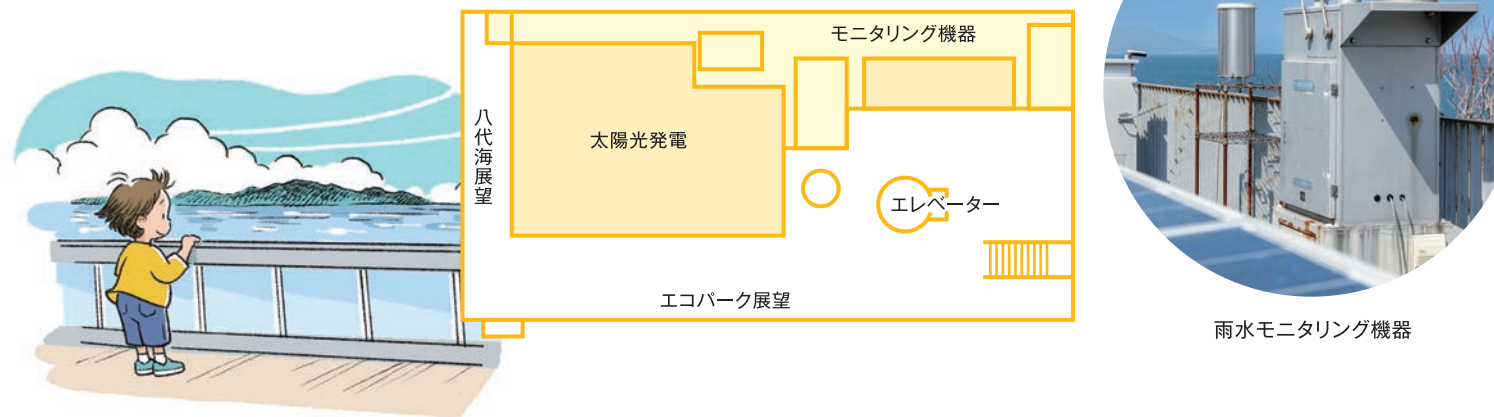 モニタリング機器
八代海展望
太陽光発電
エレベーター
エコパーク展望
雨水モニタリング機器